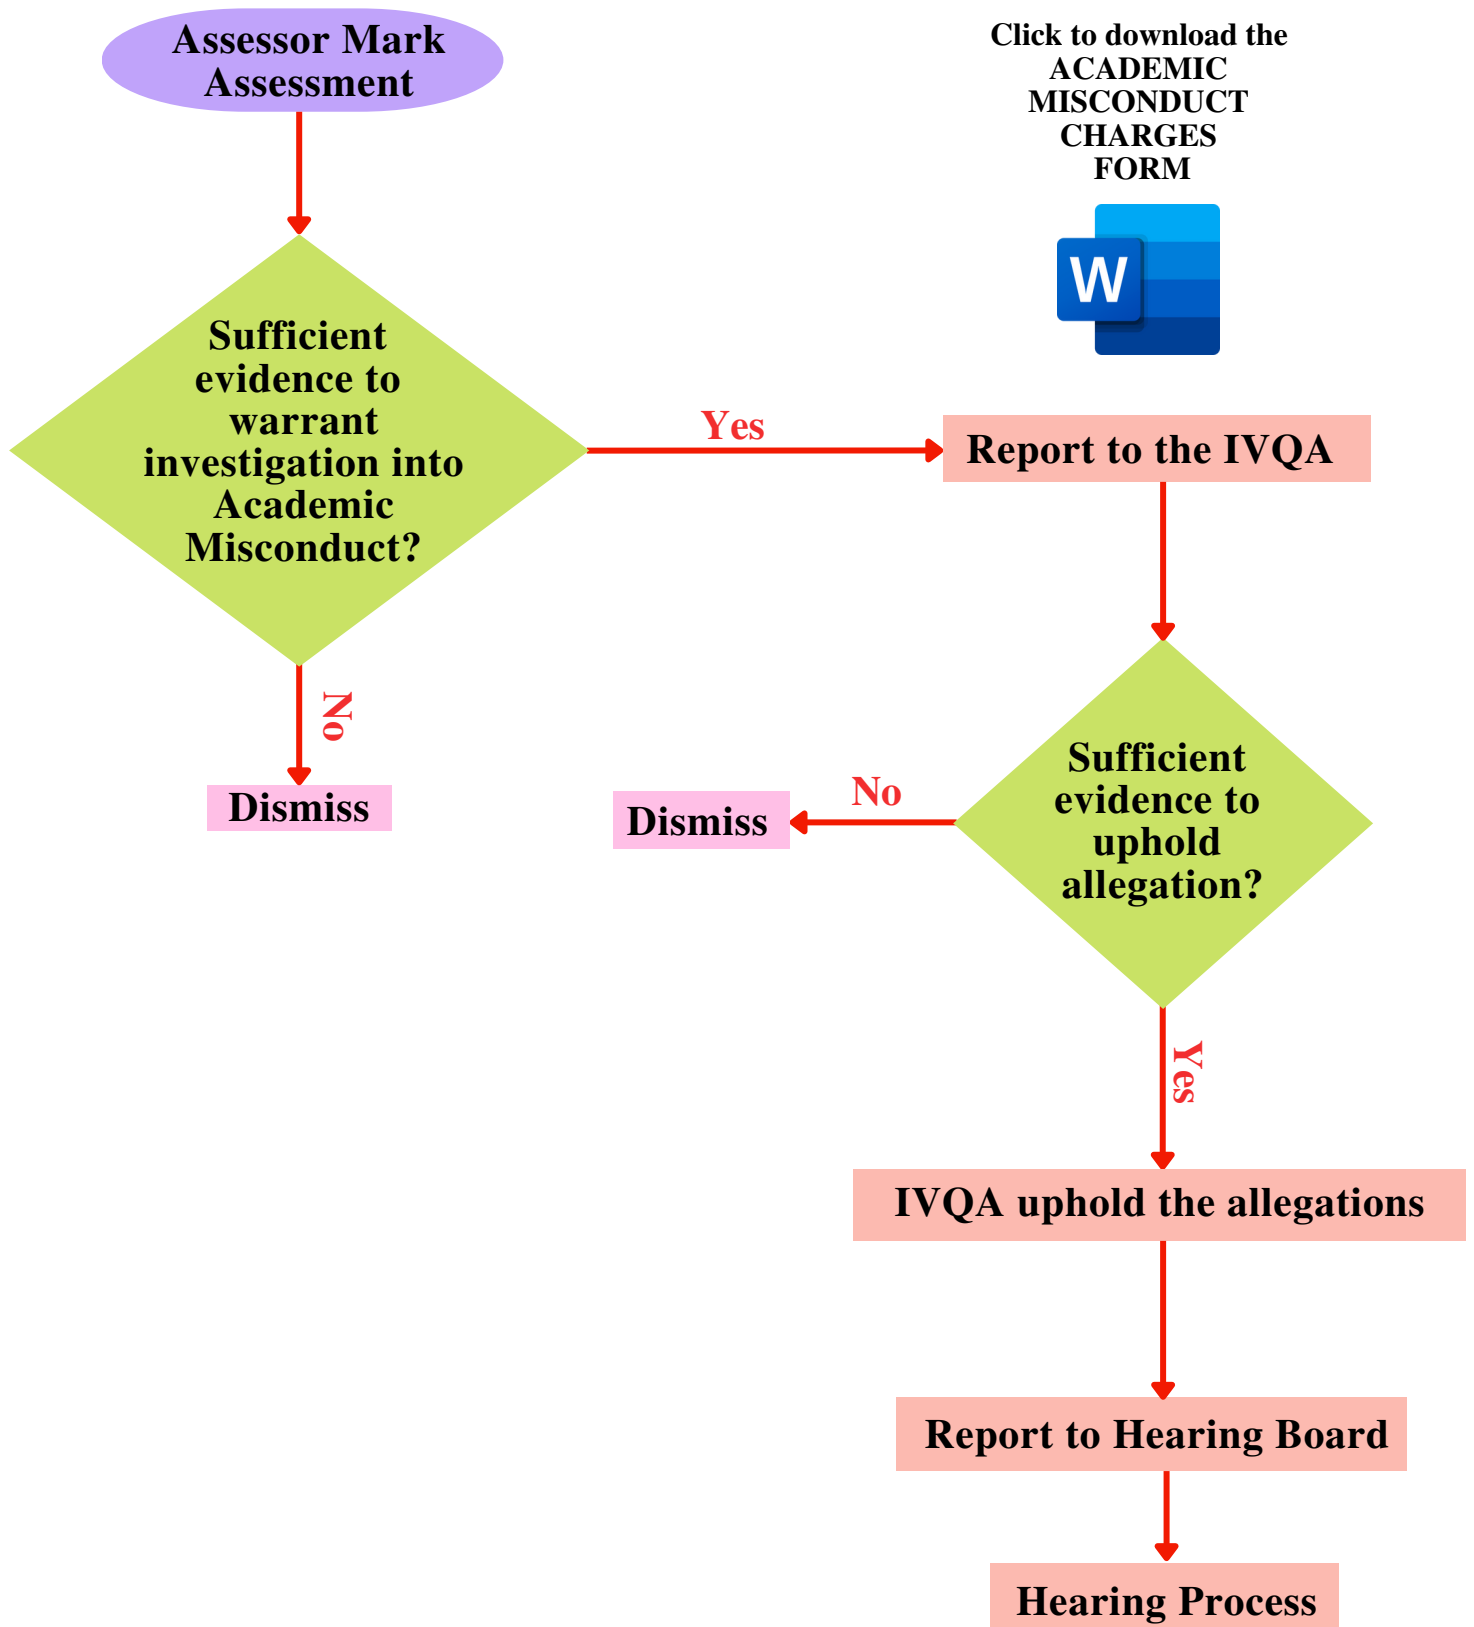 Assessor Mark
Assessment
Click to download the
ACADEMIC
MISCONDUCT
CHARGES
FORM
W
Sufficient
evidence to
warrant
investigation into
Academic
Misconduct?
Yes
Report to the IVQA
No
Dismiss
Sufficient
evidence to
uphold
allegation?
No
Dismiss
Yes
IVQA uphold the allegations
Report to Hearing Board
Hearing Process